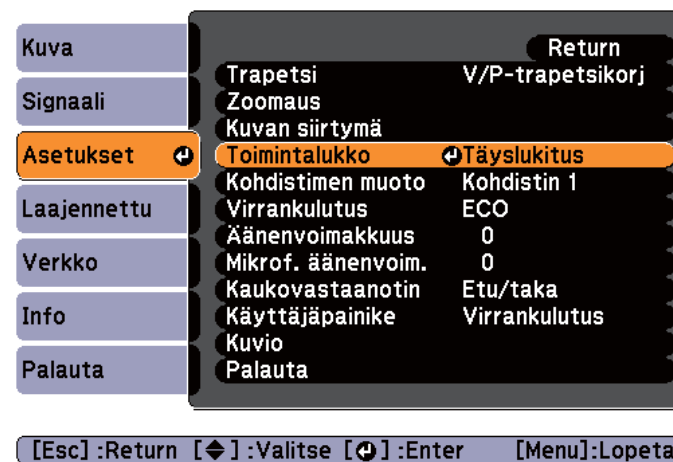 Kuva
Signaali
Asetukset
Laajennettu
Verkko
Info
Palauta
Return
Trapetsi V/P-trapetsikorj
Zoomaus
Kuvan siirtymä
Toimintalukko Täyslukitus
Kohdistimen muoto Kohdistin 1
Virrankulutus ECO
Äänenvoimakkuus 0
Mikrof. äänenvoim. 0
Kaukovastaanotin Etu/taka
Käyttäjäpainike Virrankulutus
Kuvio
Palauta
[Esc] :Return [◆] :Valitse [⏎] :Enter [Menu]:Lopeta